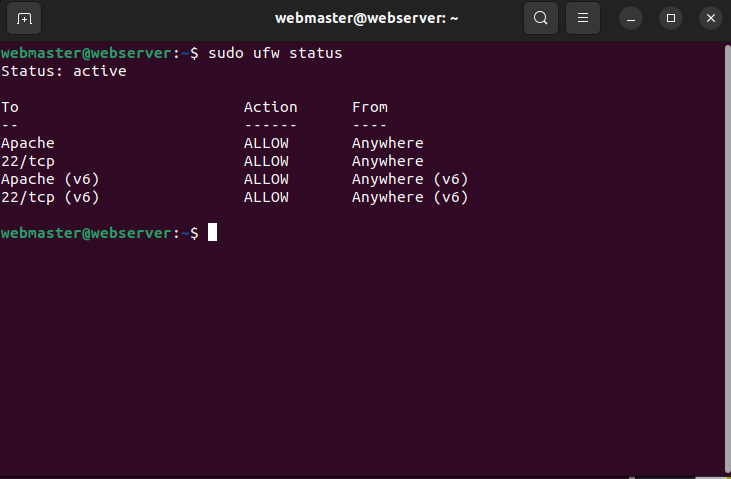 webmaster@webserver: ~
webmaster@webserver:~$ sudo ufw status
Status: active
To                         Action      From
--                         ------      ----
Apache                     ALLOW       Anywhere
22/tcp                     ALLOW       Anywhere
Apache (v6)                ALLOW       Anywhere (v6)
22/tcp (v6)                ALLOW       Anywhere (v6)
webmaster@webserver:~$